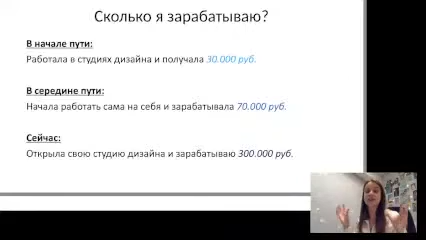 Сколько я зарабатываю?
В начале пути:
Работала в студиях дизайна и получала 30.000 руб.
В середине пути:
Начала работать сама на себя и зарабатывала 70.000 руб.
Сейчас:
Открыла свою студию дизайна и зарабатываю 300.000 руб.